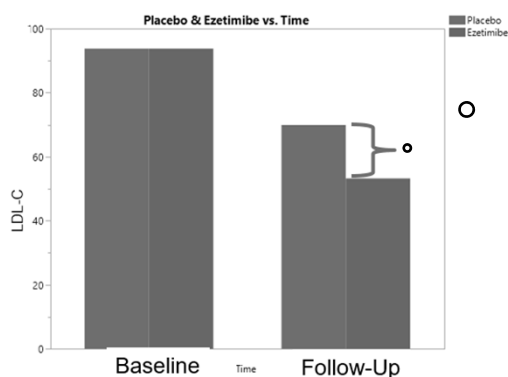 Placebo & Ezetimibe vs. Time
Placebo
Ezetimibe
LDL-C
100
80
60
40
20
0
Baseline
Time
Follow-Up